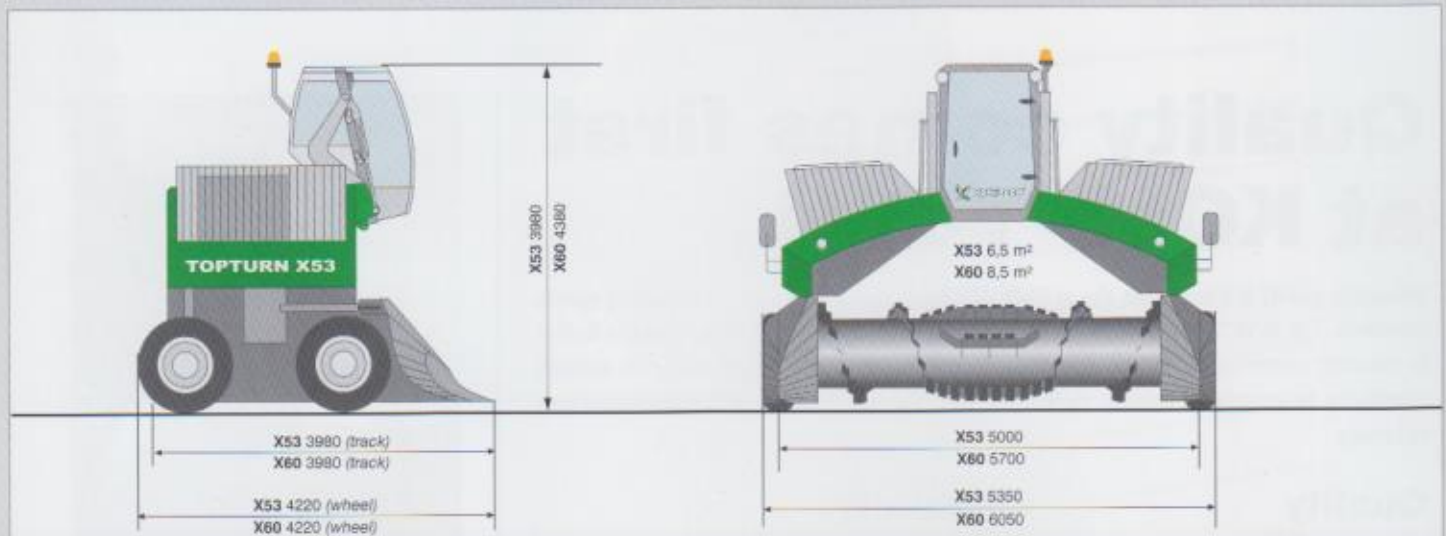 TOPTURN X53
X53 3980
X60 4380
X53 3980 (track)
X60 3980 (track)
X53 4220 (wheel)
X60 4220 (wheel)
X53 6,5 m²
X60 8,5 m²
X53 5000
X60 5700
X53 5350
X60 6050